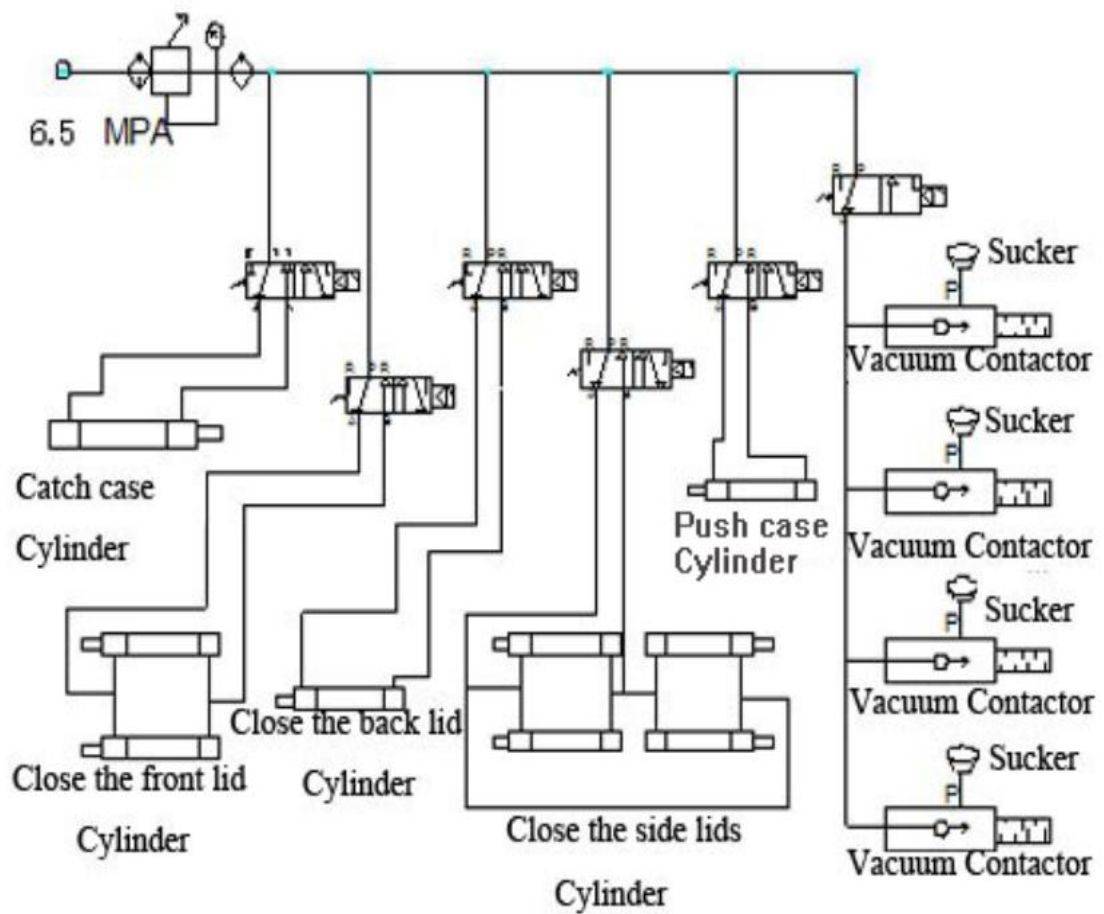 6.5 MPA
Sucker
P
Vacuum Contactor
Sucker
P
Vacuum Contactor
Catch case
Cylinder
Push case
Cylinder
Sucker
P
Vacuum Contactor
Close the back lid
Cylinder
Close the front lid
Cylinder
Close the side lids
Cylinder
Sucker
P
Vacuum Contactor